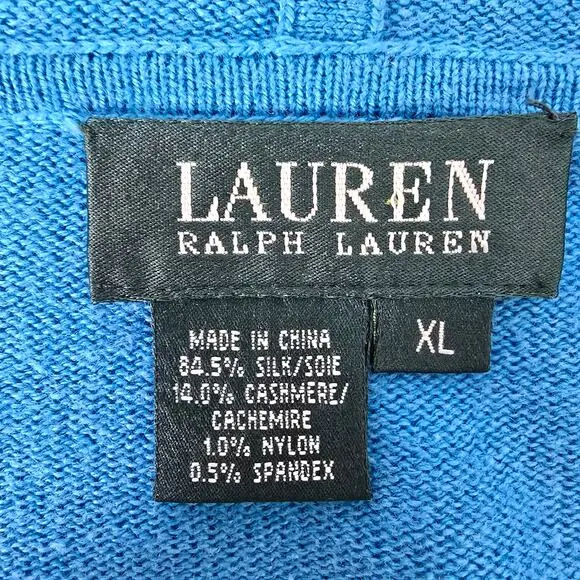 LAUREN
RALPH LAUREN
XL
MADE IN CHINA
84.5% SILK/SOIE
14.0% CASHMERE/
CACHEMIRE
1.0% NYLON
0.5% SPANDEX